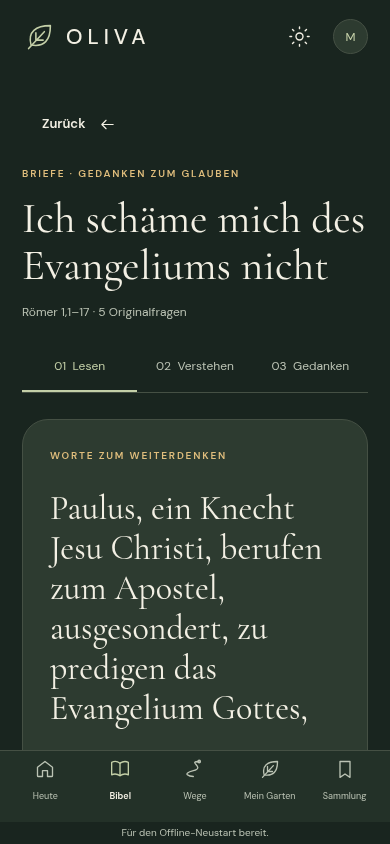 OLIVA
M
Zurück ←
BRIEFE · GEDANKEN ZUM GLAUBEN
Ich schäme mich des
Evangeliums nicht
Römer 1,1–17 · 5 Originalfragen
01 Lesen 02 Verstehen 03 Gedanken
WORTE ZUM WEITERDENKEN
Paulus, ein Knecht
Jesu Christi, berufen
zum Apostel,
ausgesondert, zu
predigen das
Evangelium Gottes,
Heute Bibel Wege Mein Garten Sammlung
Für den Offline-Neustart bereit.